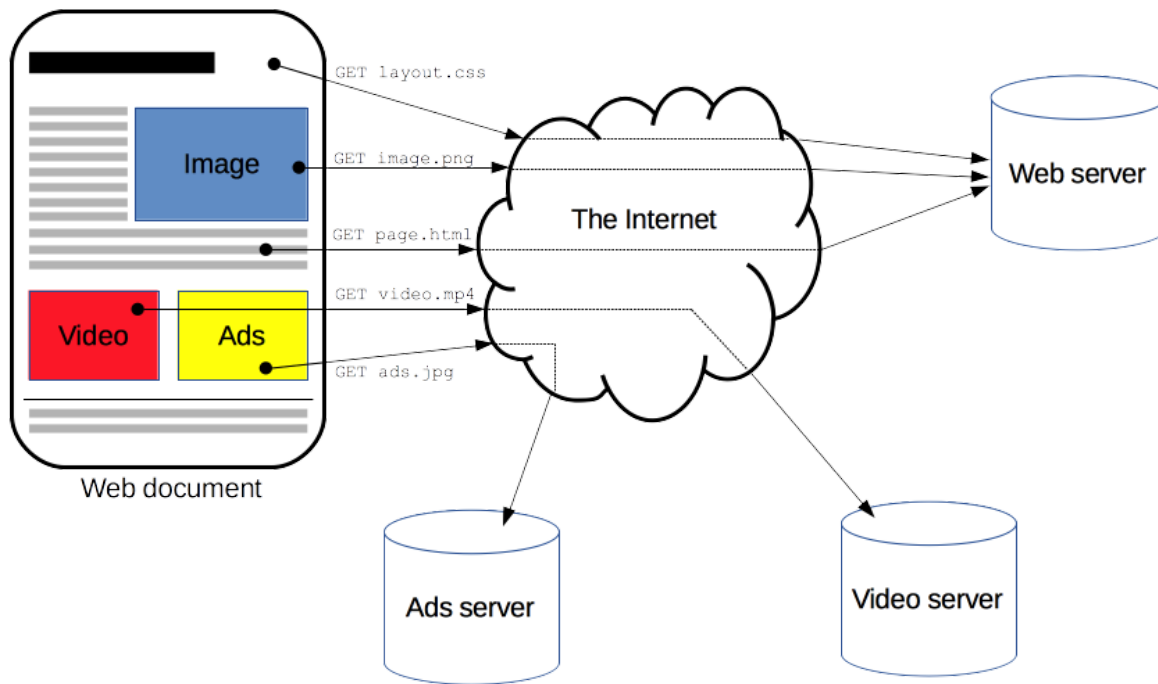 GET layout.css
Image
GET image.png
The Internet
Web server
GET page.html
GET video.mp4
Video
Ads
GET ads.jpg
Web document
Ads server
Video server